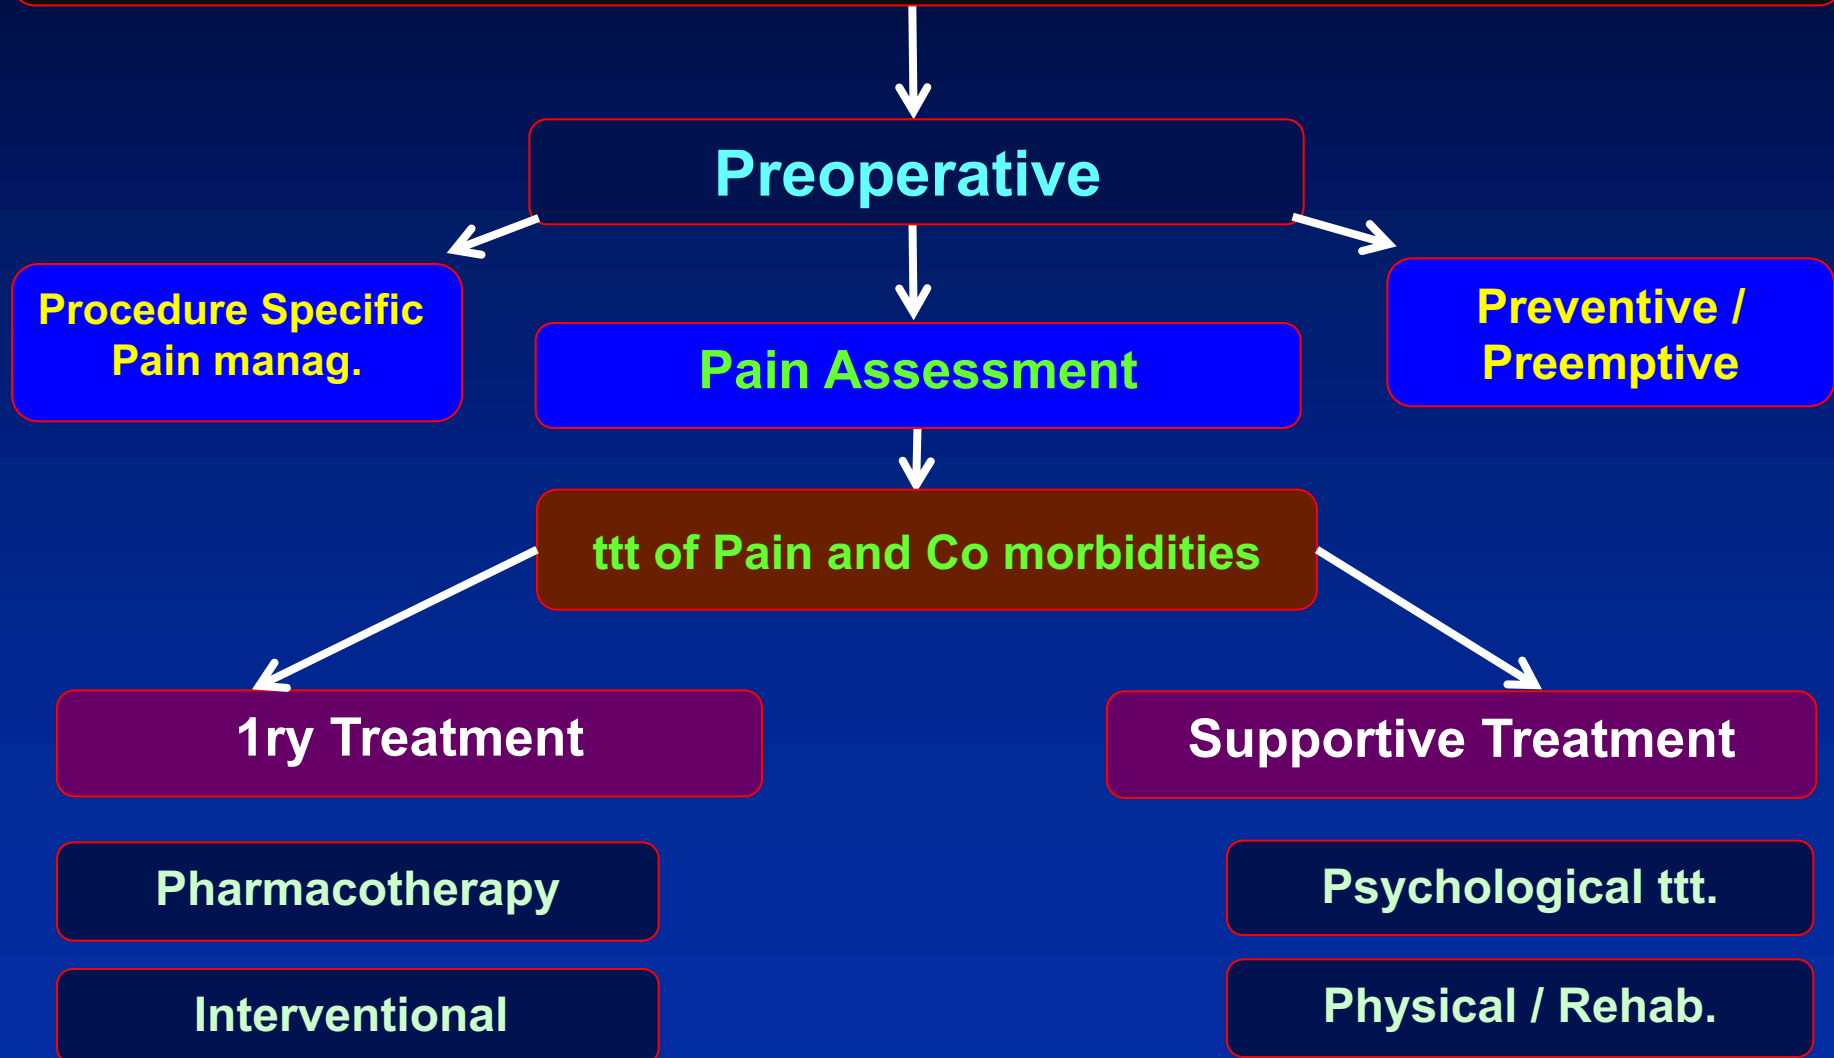 Preoperative
Procedure Specific
Pain manag.
Pain Assessment
Preventive /
Preemptive
ttt of Pain and Co morbidities
1ry Treatment
Supportive Treatment
Pharmacotherapy
Psychological ttt.
Interventional
Physical / Rehab.